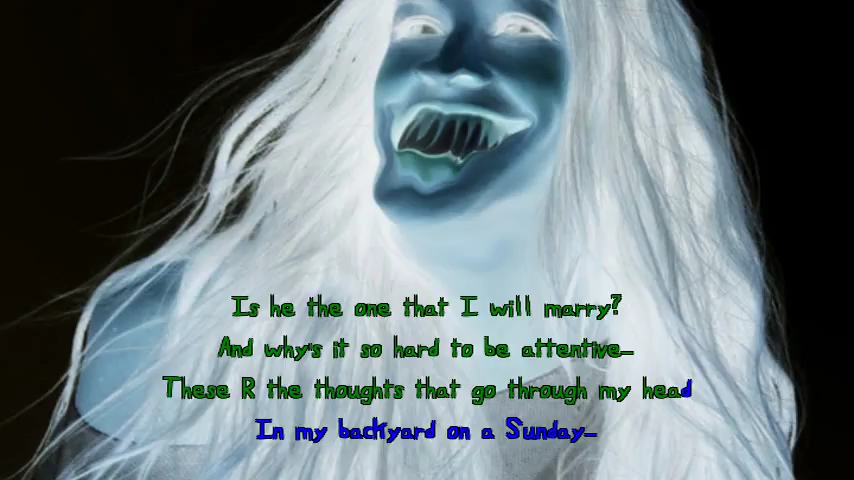 Is he the one that I will marry?
And why's it so hard to be attentive—
These R the thoughts that go through my head
In my backyard on a Sunday—